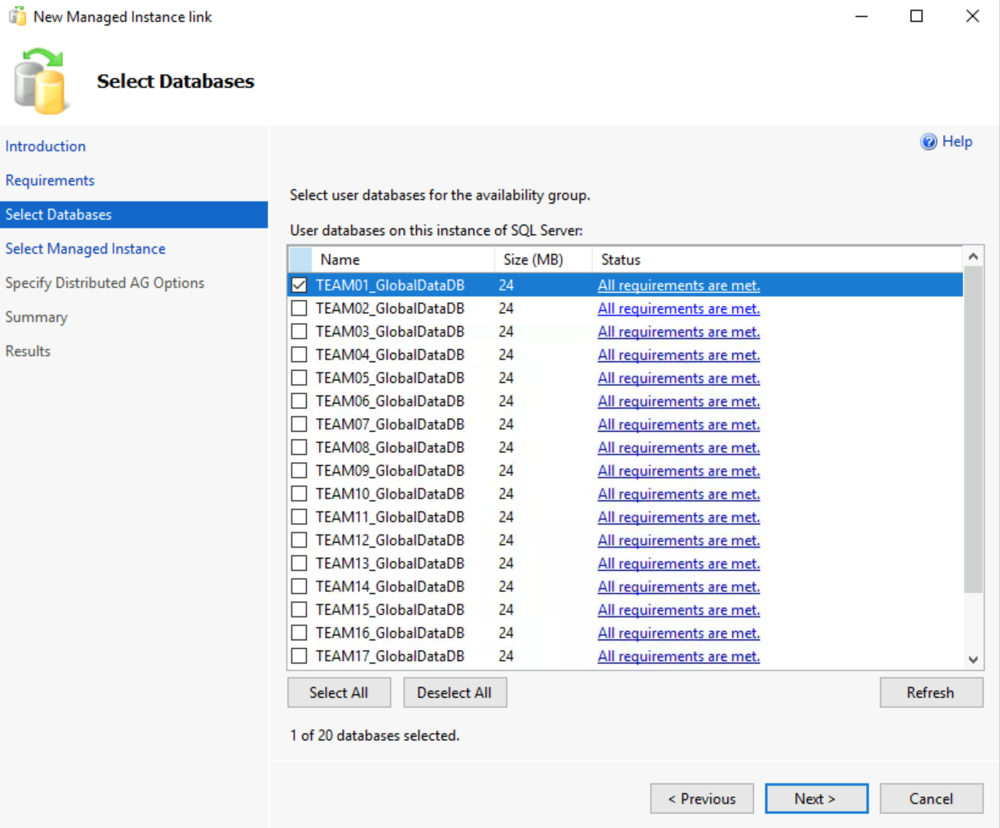 New Managed Instance link
Select Databases
Introduction
Requirements
Select Databases
Select Managed Instance
Specify Distributed AG Options
Summary
Results
Help
Select user databases for the availability group.
User databases on this instance of SQL Server:
Name Size (MB) Status
TEAM01_GlobalDataDB 24 All requirements are met.
TEAM02_GlobalDataDB 24 All requirements are met.
TEAM03_GlobalDataDB 24 All requirements are met.
TEAM04_GlobalDataDB 24 All requirements are met.
TEAM05_GlobalDataDB 24 All requirements are met.
TEAM06_GlobalDataDB 24 All requirements are met.
TEAM07_GlobalDataDB 24 All requirements are met.
TEAM08_GlobalDataDB 24 All requirements are met.
TEAM09_GlobalDataDB 24 All requirements are met.
TEAM10_GlobalDataDB 24 All requirements are met.
TEAM11_GlobalDataDB 24 All requirements are met.
TEAM12_GlobalDataDB 24 All requirements are met.
TEAM13_GlobalDataDB 24 All requirements are met.
TEAM14_GlobalDataDB 24 All requirements are met.
TEAM15_GlobalDataDB 24 All requirements are met.
TEAM16_GlobalDataDB 24 All requirements are met.
TEAM17_GlobalDataDB 24 All requirements are met.
Select All Deselect All Refresh
1 of 20 databases selected.
< Previous Next > Cancel